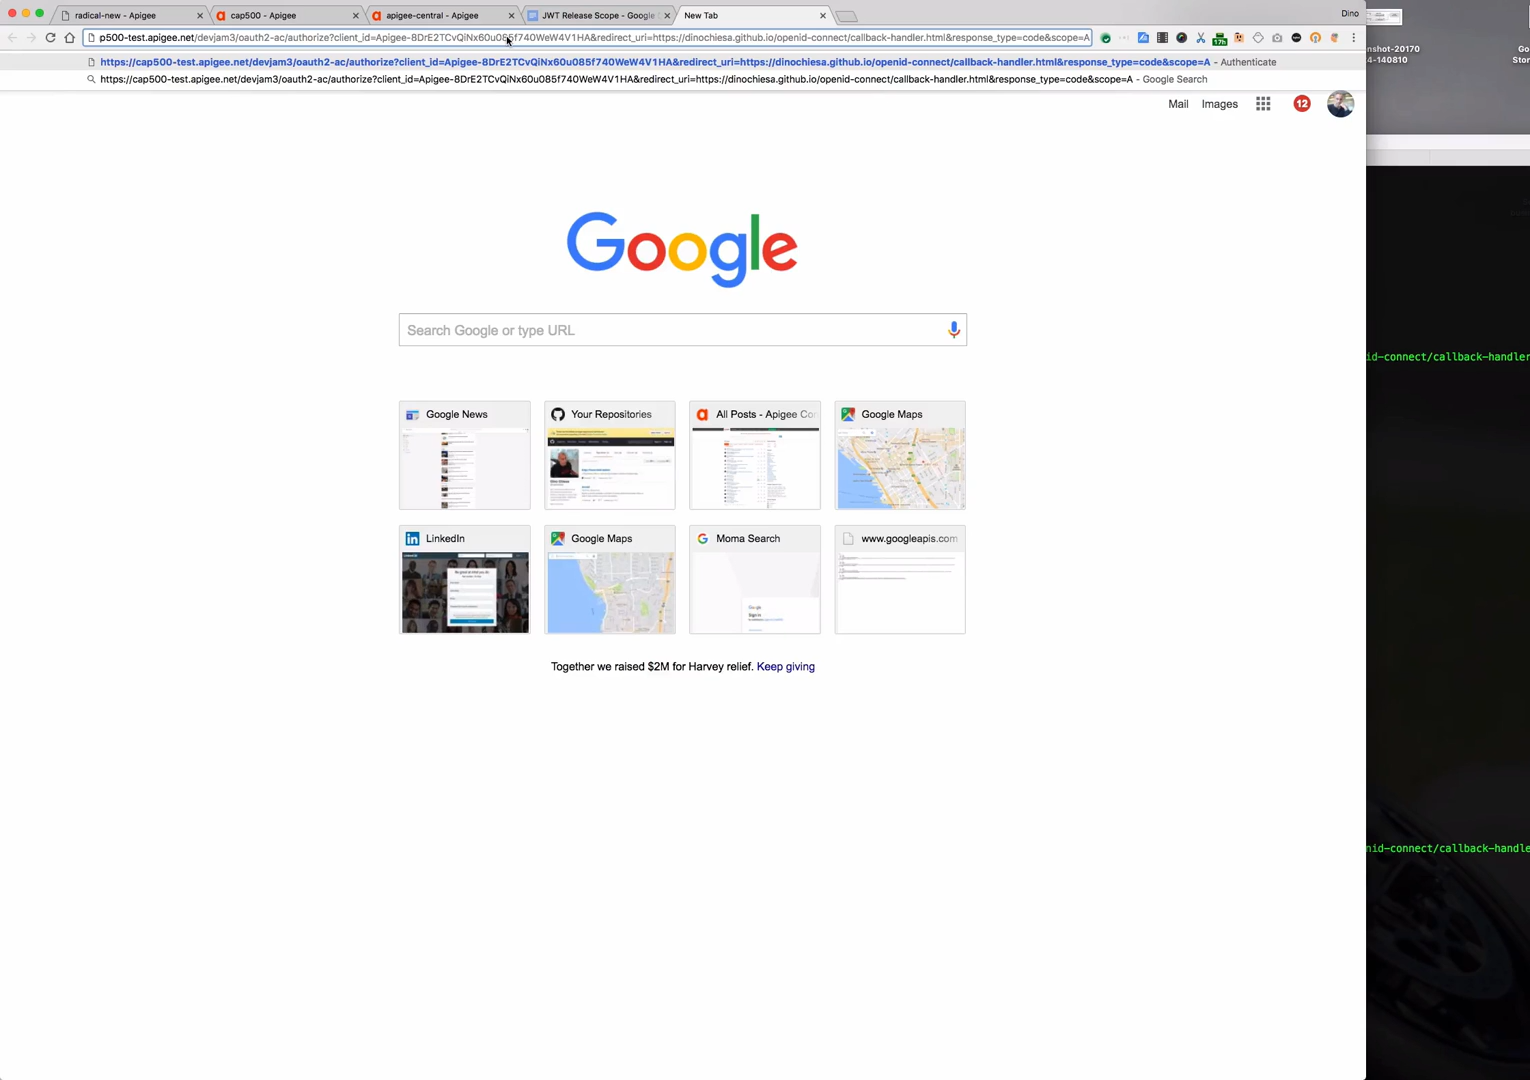 radical-new - Apigee
cap500 - Apigee
apigee-central - Apigee
JWT Release Scope - Google
New Tab
Dino
p500-test.apigee.net/devjam3/oauth2-ac/authorize?client_id=Apigee-8DrE2TCvQiNx60u085f740WeW4V1HA&redirect_uri=https://dinochiesa.github.io/openid-connect/callback-handler.html&response_type=code&scope=A
17h
https://cap500-test.apigee.net/devjam3/oauth2-ac/authorize?client_id=Apigee-8DrE2TCvQiNx60u085f740WeW4V1HA&redirect_uri=https://dinochiesa.github.io/openid-connect/callback-handler.html&response_type=code&scope=A - Authenticate
https://cap500-test.apigee.net/devjam3/oauth2-ac/authorize?client_id=Apigee-8DrE2TCvQiNx60u085f740WeW4V1HA&redirect_uri=https://dinochiesa.github.io/openid-connect/callback-handler.html&response_type=code&scope=A - Google Search
Mail Images 12
nshot-20170
4-140810
Go
Stor
Google
Search Google or type URL
Google News
Your Repositories
All Posts - Apigee Co
Google Maps
LinkedIn
Google Maps
Moma Search
www.googleapis.com
Together we raised $2M for Harvey relief. Keep giving
id-connect/callback-handler
nid-connect/callback-handle